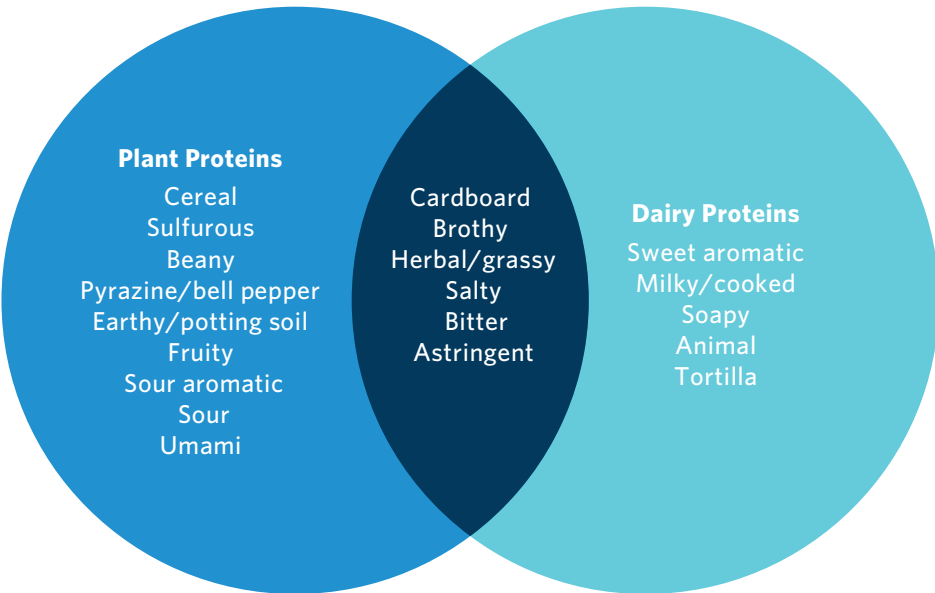 Plant Proteins
Cereal
Sulfurous
Beany
Pyrazine/bell pepper
Earthy/potting soil
Fruity
Sour aromatic
Sour
Umami
Cardboard
Brothy
Herbal/grassy
Salty
Bitter
Astringent
Dairy Proteins
Sweet aromatic
Milky/cooked
Soapy
Animal
Tortilla